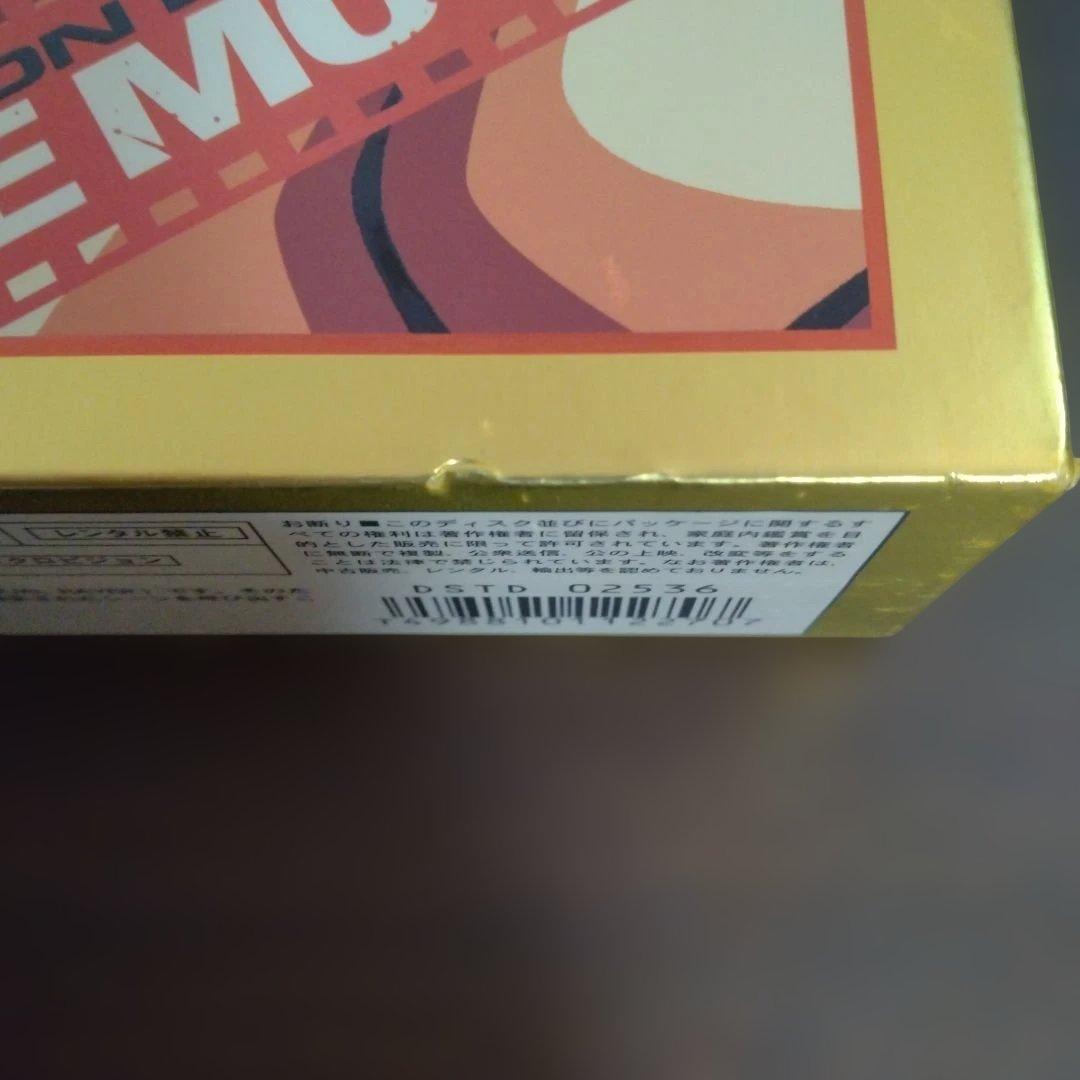 ON
E MO
レンタル禁止
お断り■このディスク並びにパッケージに関するす
べての権利は著作権者に留保され、家庭内鑑賞を目
的とした販売に限って許可されています。著作権者
に無断で複製、公衆送信、公の上映、改変等をする
ことは法律で禁じられています。なお著作権者は、
中古販売、レンタル、輸出等を認めておりません。
DSTD 02536